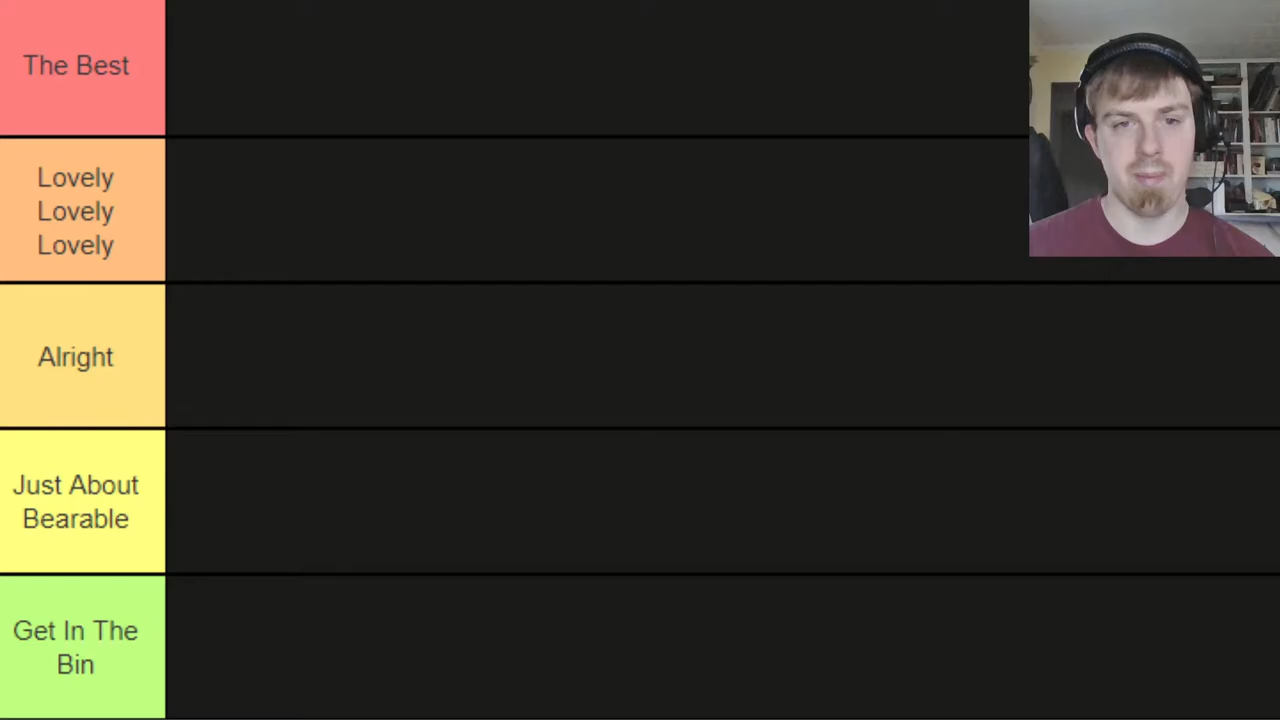 The Best
Lovely
Lovely
Lovely
Alright
Just About
Bearable
Get In The
Bin